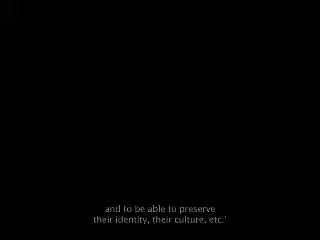 and to be able to preserve
their identity, their culture, etc.'